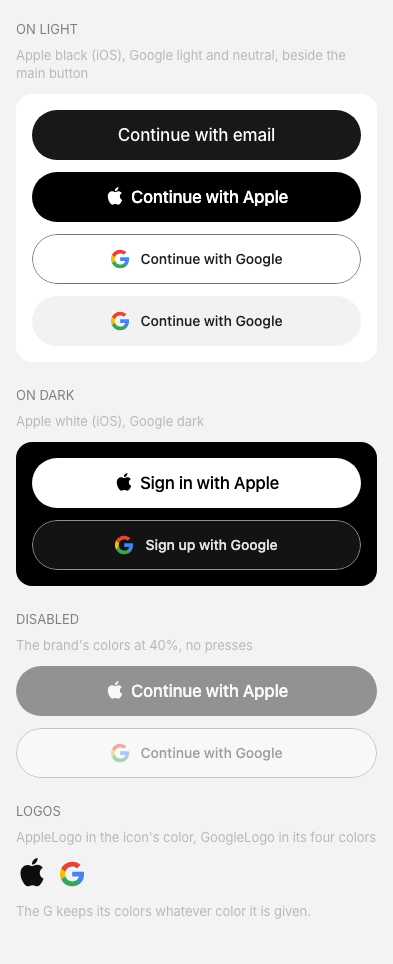 ON LIGHT
Apple black (iOS), Google light and neutral, beside the
main button
Continue with email
Continue with Apple
Continue with Google
Continue with Google
ON DARK
Apple white (iOS), Google dark
Sign in with Apple
Sign up with Google
DISABLED
The brand's colors at 40%, no presses
Continue with Apple
Continue with Google
LOGOS
AppleLogo in the icon's color, GoogleLogo in its four colors
The G keeps its colors whatever color it is given.